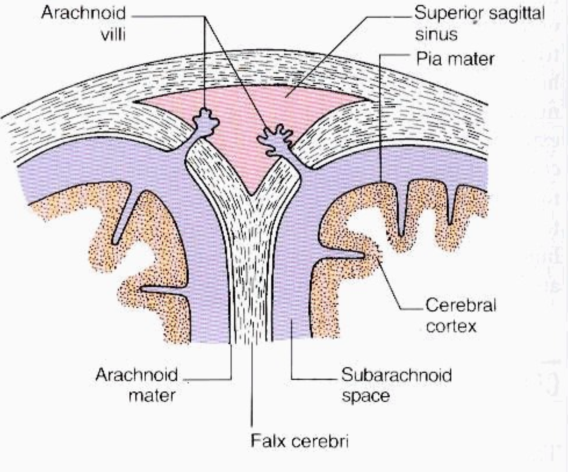 Arachnoid
villi
Superior sagittal
sinus
Pia mater
Cerebral
cortex
Arachnoid
mater
Subarachnoid
space
Falx cerebri